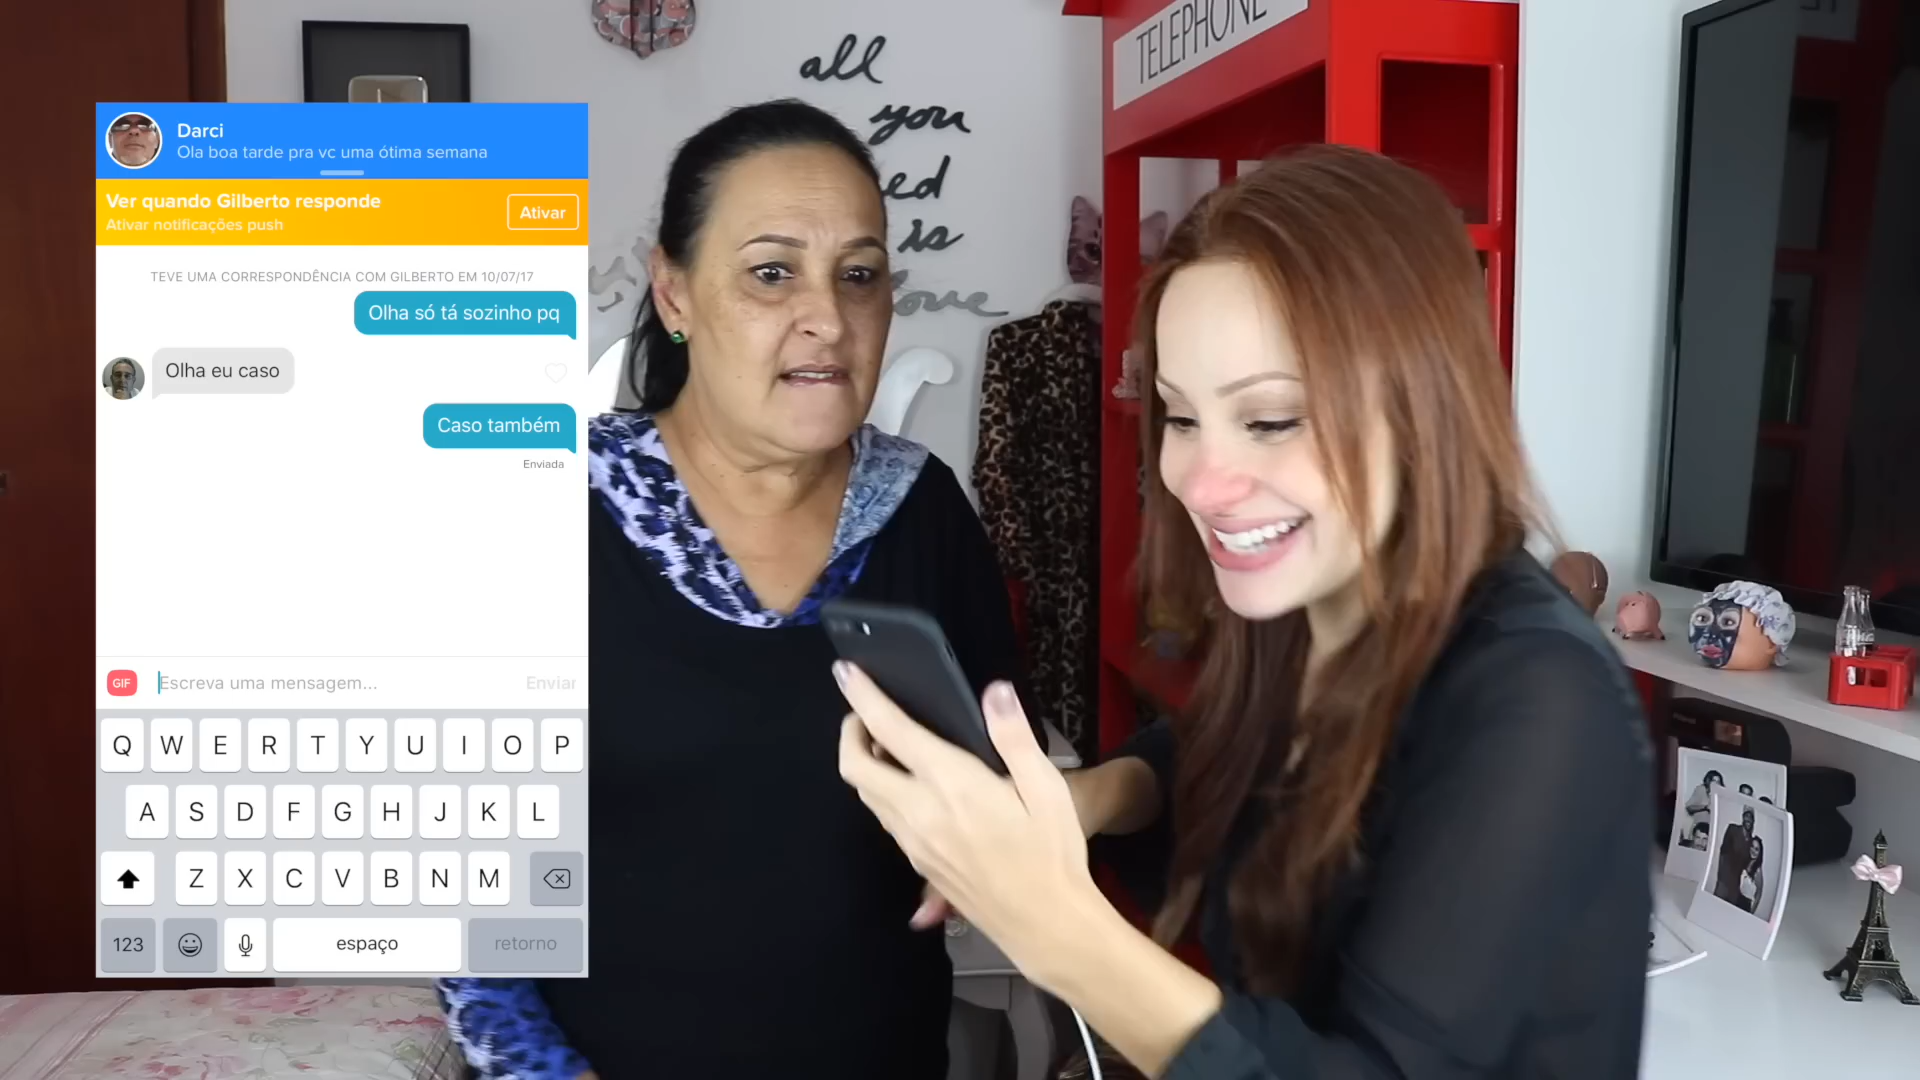 Darci
Ola boa tarde pra vc uma ótima semana
Ver quando Gilberto responde
Ativar notificações push
Ativar
TEVE UMA CORRESPONDÊNCIA COM GILBERTO EM 10/07/17
Olha só tá sozinho pq
Olha eu caso
Caso também
Enviada
GIF
Escreva uma mensagem...
Enviar
Q W E R T Y U I O P
A S D F G H J K L
Z X C V B N M
123
espaço
retorno
all
you
is
love
TELEPHONE